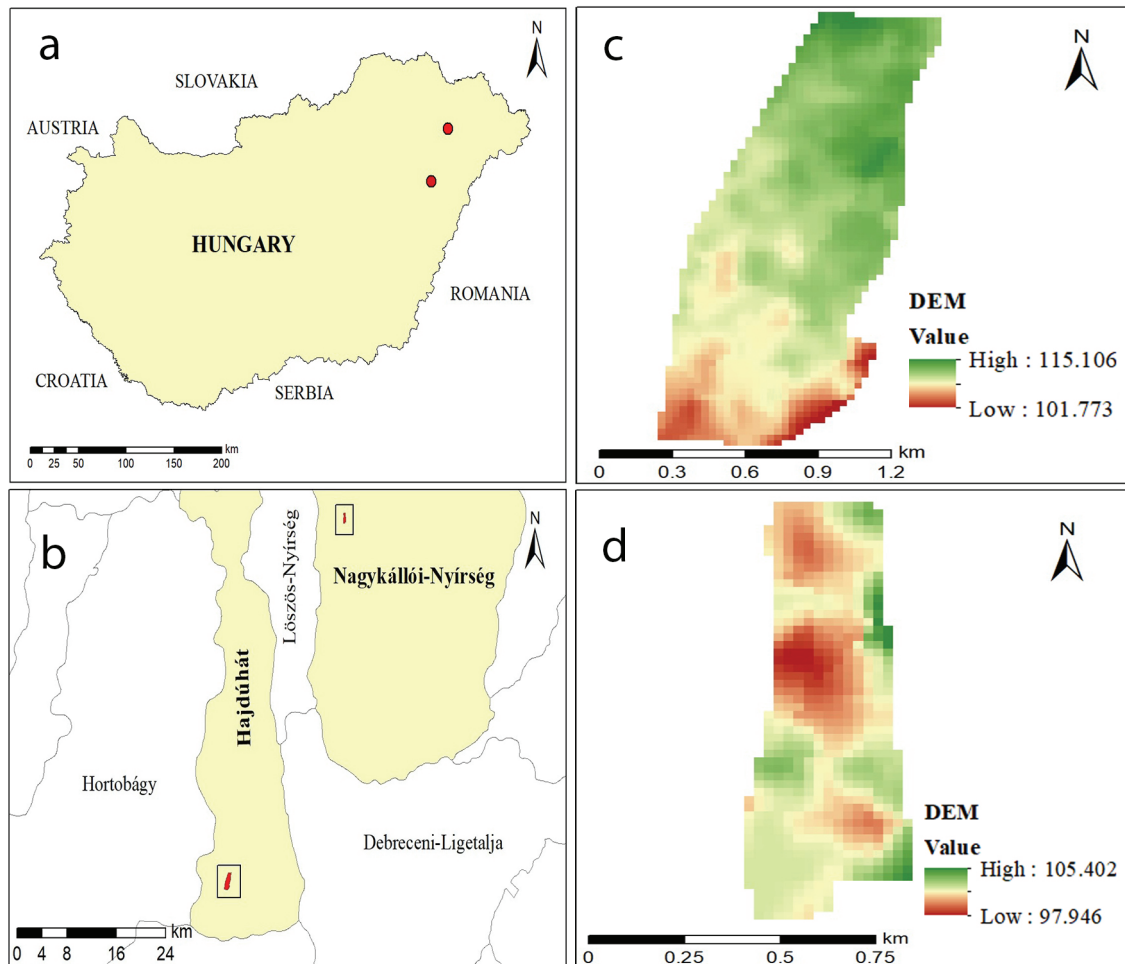 a
N
SLOVAKIA
AUSTRIA
HUNGARY
ROMANIA
CROATIA
SERBIA
km
0 25 50 100 150 200
c
N
DEM
Value
High : 115.106
Low : 101.773
km
0 0.3 0.6 0.9 1.2
b
N
Löszös-Nyírség
Nagykállói-Nyírség
Hajdúhát
Hortobágy
Debreceni-Ligetalja
km
0 4 8 16 24
d
N
DEM
Value
High : 105.402
Low : 97.946
km
0 0.25 0.5 0.75